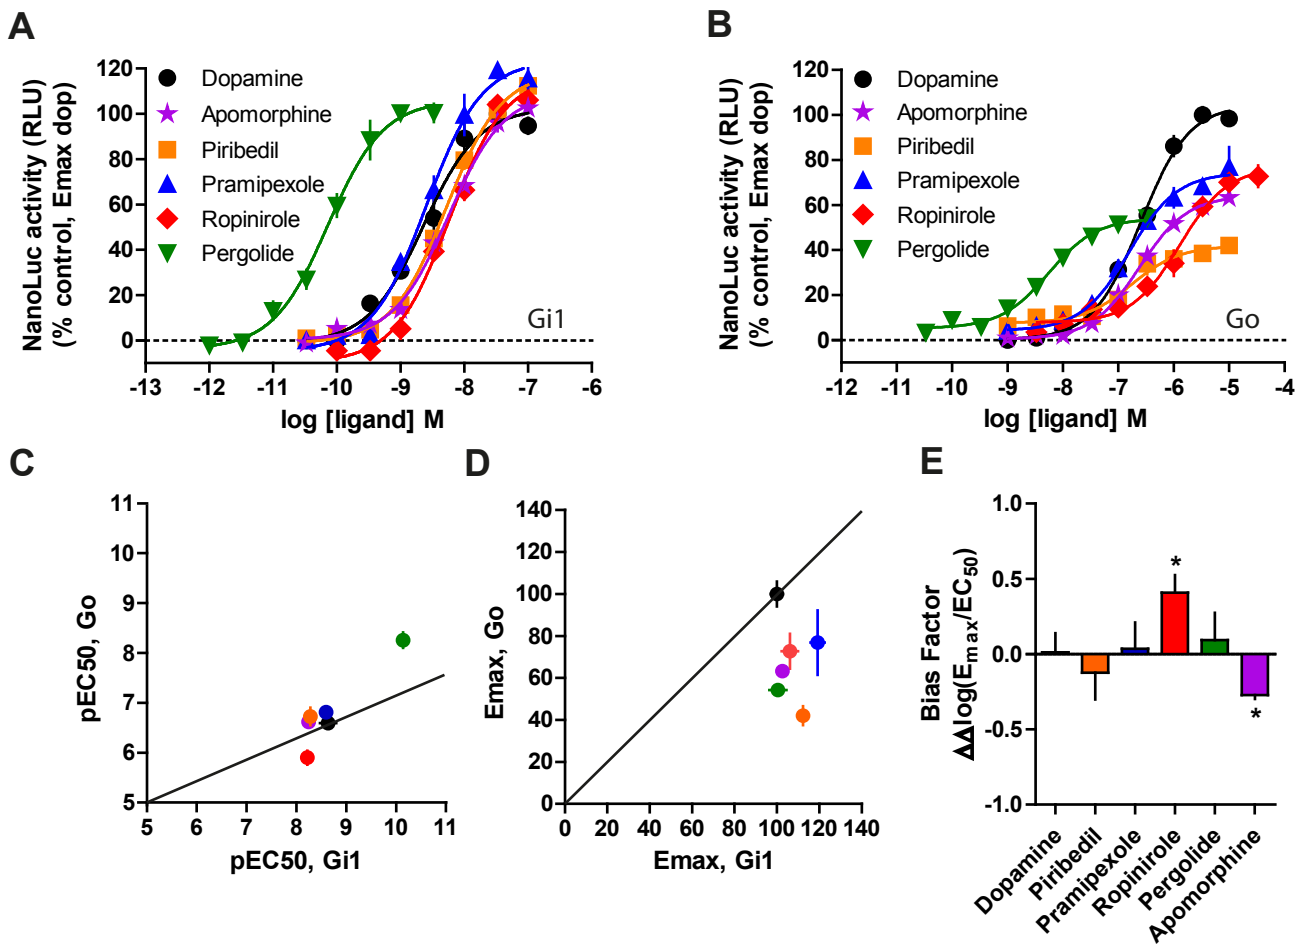 A
NanoLuc activity (RLU)
(% control, Emax dop)
120
100
80
60
40
20
0
Dopamine
Apomorphine
Piribedil
Pramipexole
Ropinirole
Pergolide
Gi1
-13 -12 -11 -10 -9 -8 -7 -6
log [ligand] M
B
NanoLuc activity (RLU)
(% control, Emax dop)
120
100
80
60
40
20
0
Dopamine
Apomorphine
Piribedil
Pramipexole
Ropinirole
Pergolide
Go
-12 -11 -10 -9 -8 -7 -6 -5 -4
log [ligand] M
C
pEC50, Go
11
10
9
8
7
6
5
5 6 7 8 9 10 11
pEC50, Gi1
D
Emax, Go
140
120
100
80
60
40
20
0
0 20 40 60 80 100 120 140
Emax, Gi1
E
Bias Factor
ΔΔlog(Emax/EC50)
1.0
0.5
0.0
-0.5
-1.0
*
*
Dopamine
Piribedil
Pramipexole
Ropinirole
Pergolide
Apomorphine